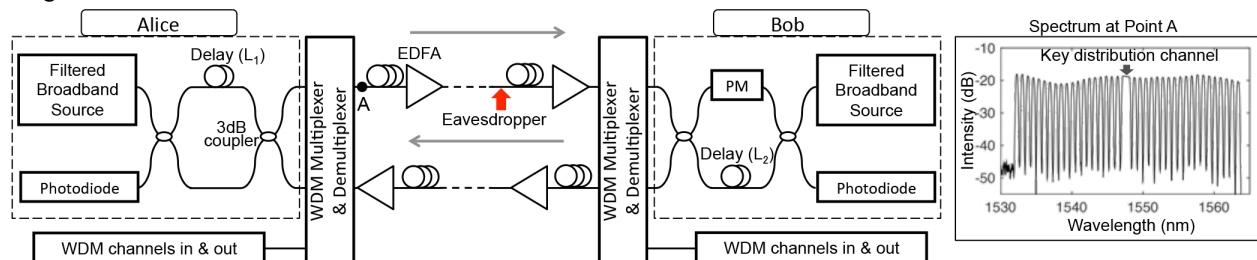 Alice
Filtered
Broadband
Source
Delay (L₁)
3dB
coupler
Photodiode
WDM channels in & out
WDM Multiplexer
& Demultiplexer
A
EDFA
Eavesdropper
WDM Multiplexer
& Demultiplexer
Bob
PM
Delay (L₂)
Filtered
Broadband
Source
Photodiode
WDM channels in & out
Spectrum at Point A
Key distribution channel
Intensity (dB)
-10
-20
-30
-40
-50
1530
1540
1550
1560
Wavelength (nm)